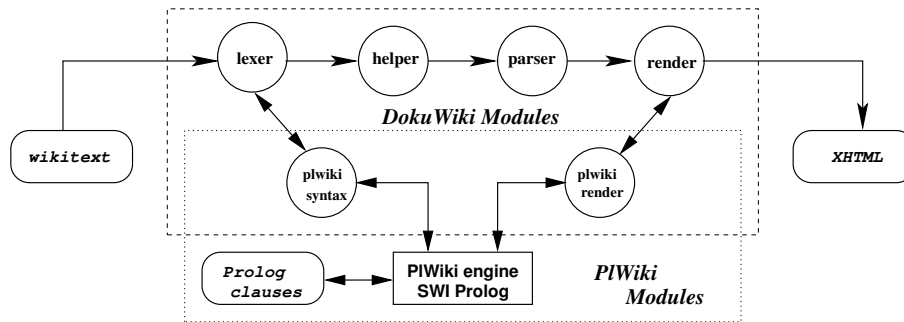 lexer
helper
parser
render
DokuWiki Modules
wikitext
XHTML
plwiki
syntax
plwiki
render
Prolog
clauses
PlWiki engine
SWI Prolog
PlWiki
Modules